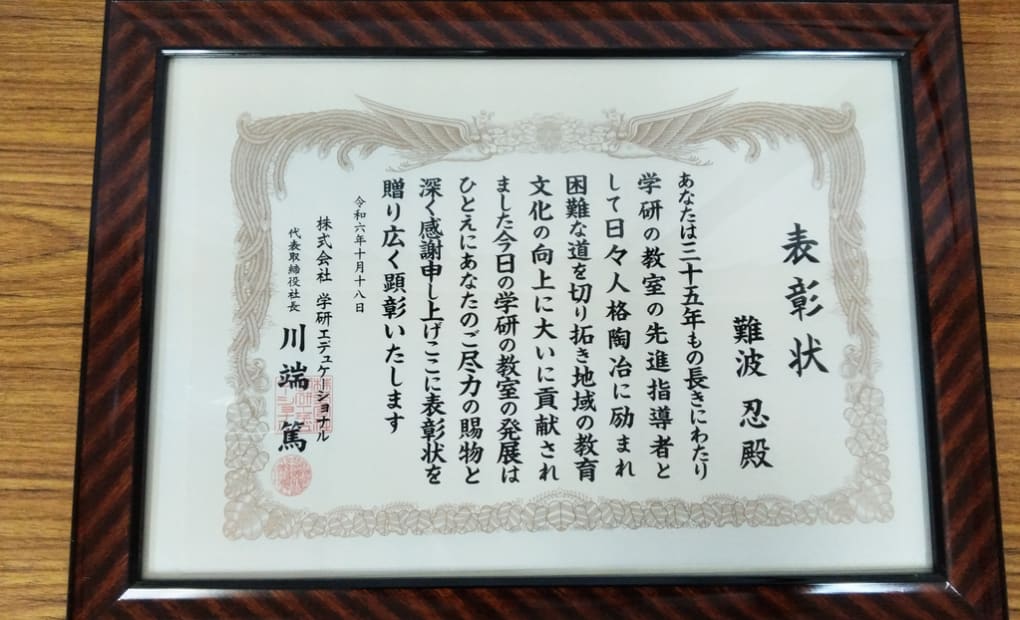 表彰状
難波 忍 殿
あなたは三十五年もの長きにわたり
学研の教室の先進指導者と
して日々人格陶冶に励まれ
困難な道を切り拓き地域の教育
文化の向上に大いに貢献され
ました今日の学研の教室の発展は
ひとえにあなたのご尽力の賜物と
深く感謝申し上げここに表彰状を
贈り広く顕彰いたします
令和六年十月十八日
株式会社 学研エデュケーショナル
代表取締役社長 川端 篤